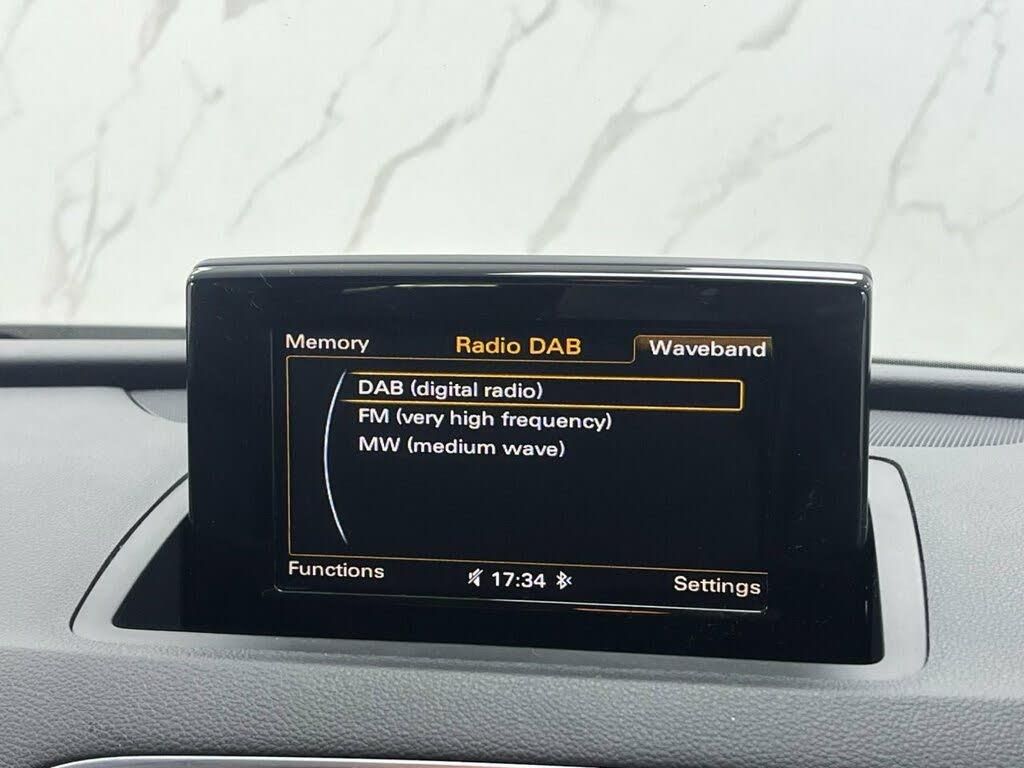 Memory Radio DAB Waveband
DAB (digital radio)
FM (very high frequency)
MW (medium wave)
Functions 17:34 Settings